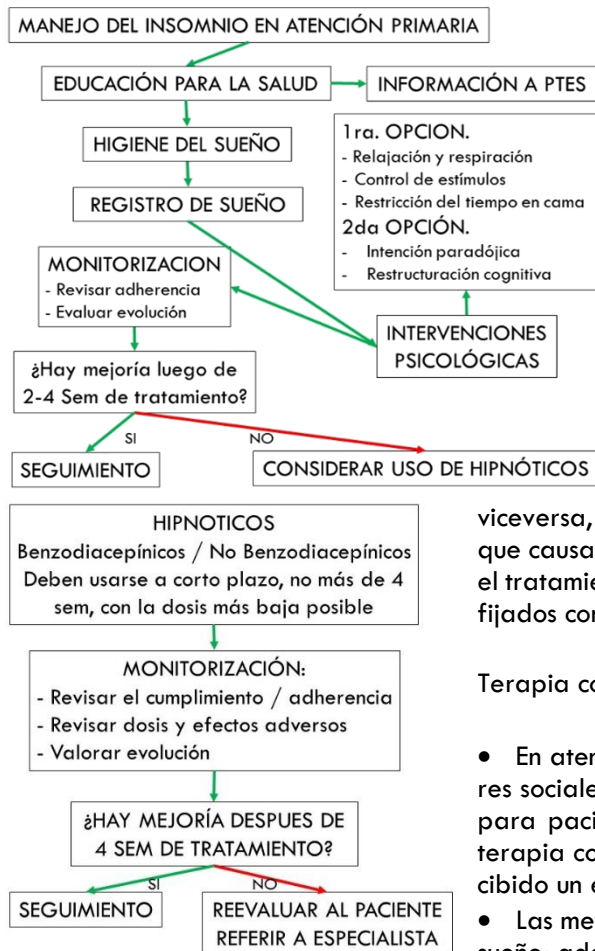 MANEJO DEL INSOMNIO EN ATENCIÓN PRIMARIA
EDUCACIÓN PARA LA SALUD
INFORMACIÓN A PTES
HIGIENE DEL SUEÑO
REGISTRO DE SUEÑO
1ra. OPCION.
- Relajación y respiración
- Control de estímulos
- Restricción del tiempo en cama
2da OPCIÓN.
- Intención paradójica
- Restructuración cognitiva
MONITORIZACION
- Revisar adherencia
- Evaluar evolución
INTERVENCIONES
PSICOLÓGICAS
¿Hay mejoría luego de
2-4 Sem de tratamiento?
SI
NO
SEGUIMIENTO
CONSIDERAR USO DE HIPNÓTICOS
HIPNOTICOS
Benzodiacepínicos / No Benzodiacepínicos
Deben usarse a corto plazo, no más de 4
sem, con la dosis más baja posible
MONITORIZACIÓN:
- Revisar el cumplimiento / adherencia
- Revisar dosis y efectos adversos
- Valorar evolución
¿HAY MEJORÍA DESPUES DE
4 SEM DE TRATAMIENTO?
SI
NO
SEGUIMIENTO
REEVALUAR AL PACIENTE
REFERIR A ESPECIALISTA
viceversa,
que causa
el tratamie
fijados con
Terapia co
• En aten
res sociale
para paci
terapia co
cibido un e
• Las me
sueño, ade